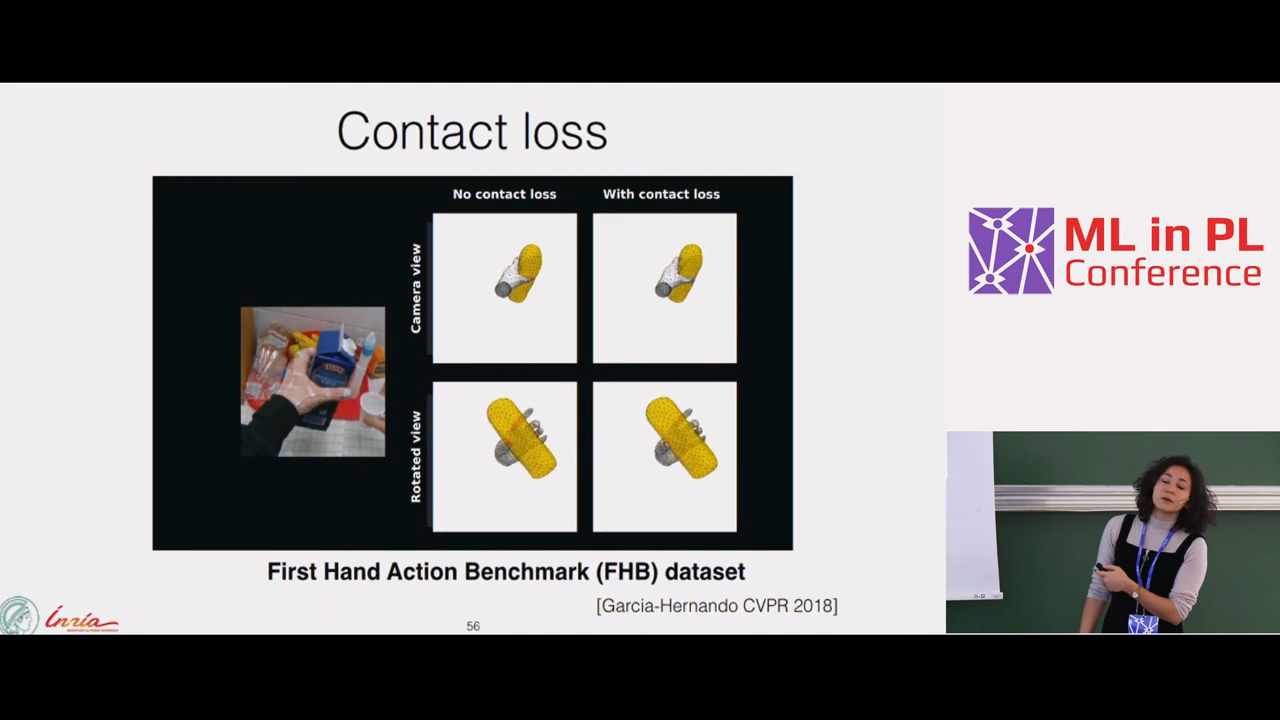 Contact loss
No contact loss
With contact loss
Camera view
Rotated view
First Hand Action Benchmark (FHB) dataset
[Garcia-Hernando CVPR 2018]
Inria
56
ML in PL
Conference